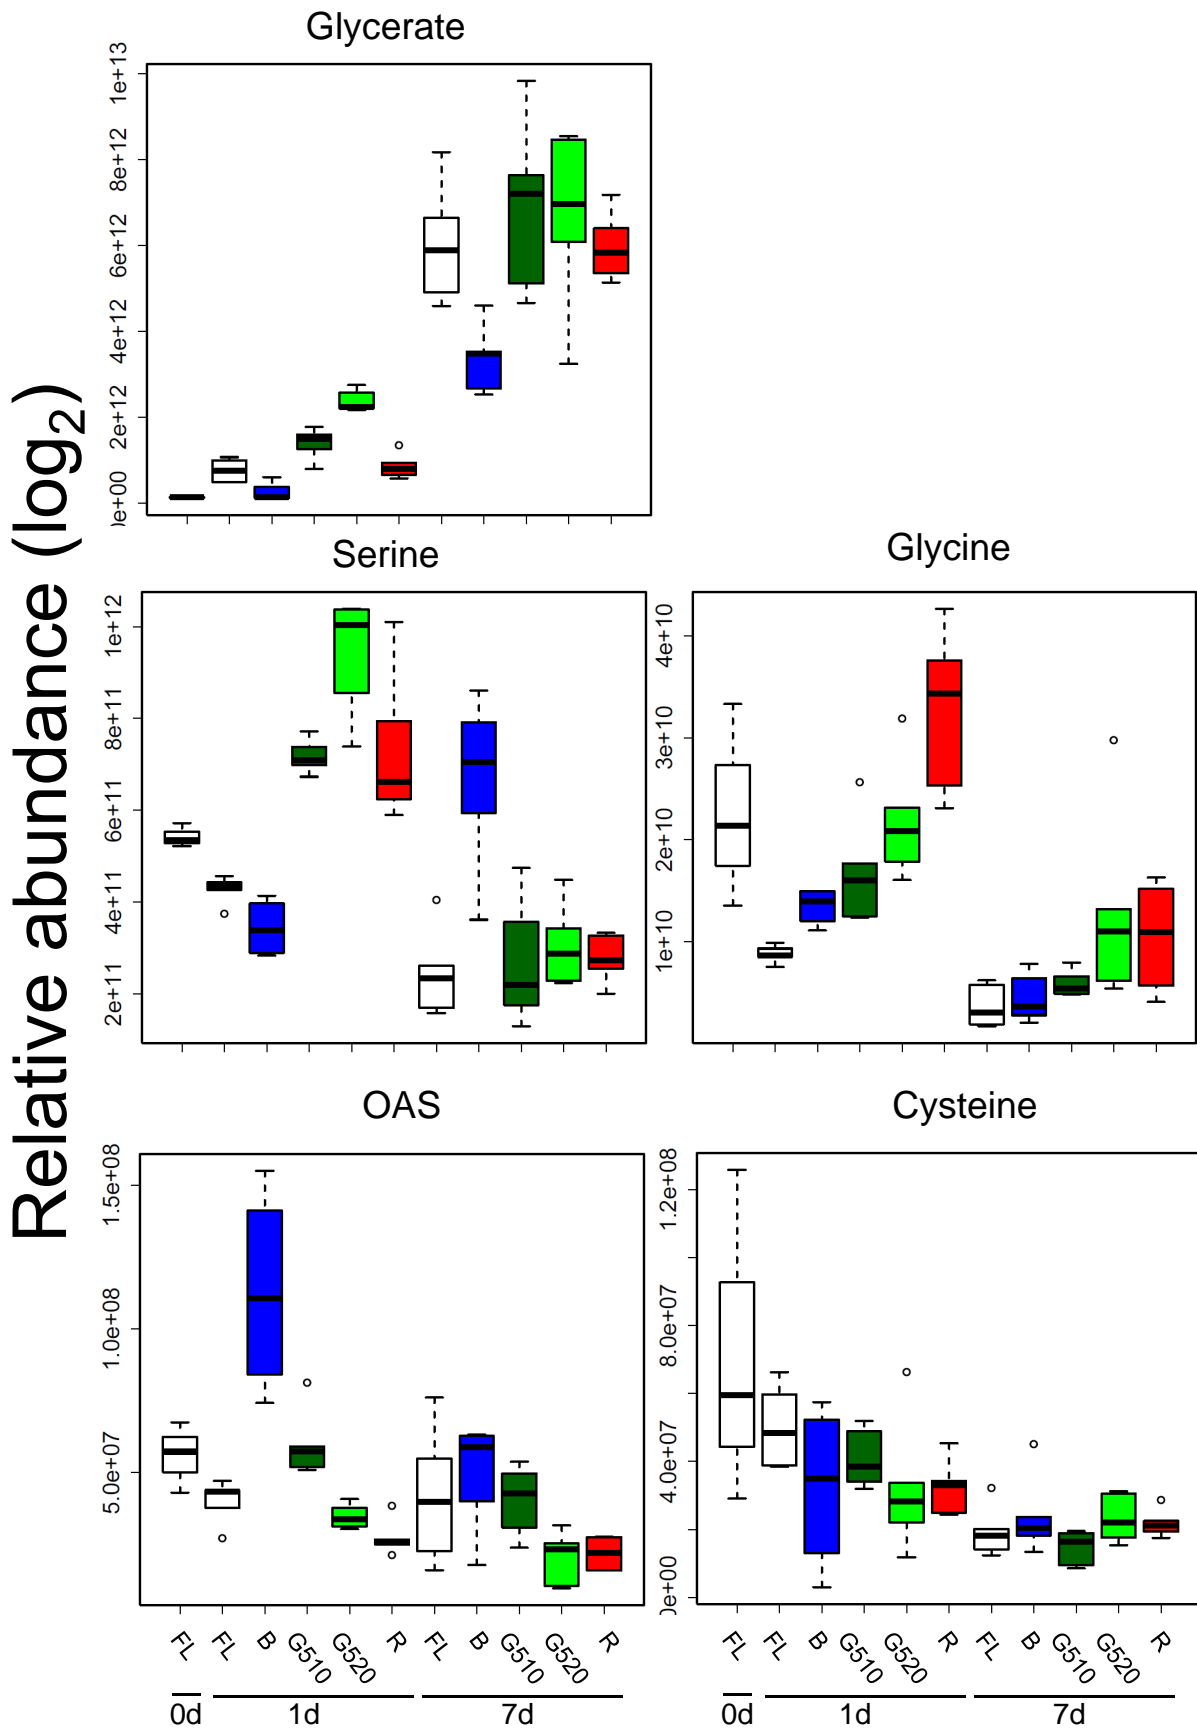 Relative abundance (log2)
Glycerate
1e+13
8e+12
6e+12
4e+12
2e+12
0e+00
Serine
1e+12
8e+11
6e+11
4e+11
2e+11
Glycine
4e+10
3e+10
2e+10
1e+10
OAS
1.5e+08
1.0e+08
5.0e+07
Cysteine
1.2e+08
8.0e+07
4.0e+07
0e+00
FL FL B G510 G520 R FL B G510 G520 R
0d 1d 7d
FL FL B G510 G520 R FL B G510 G520 R
0d 1d 7d